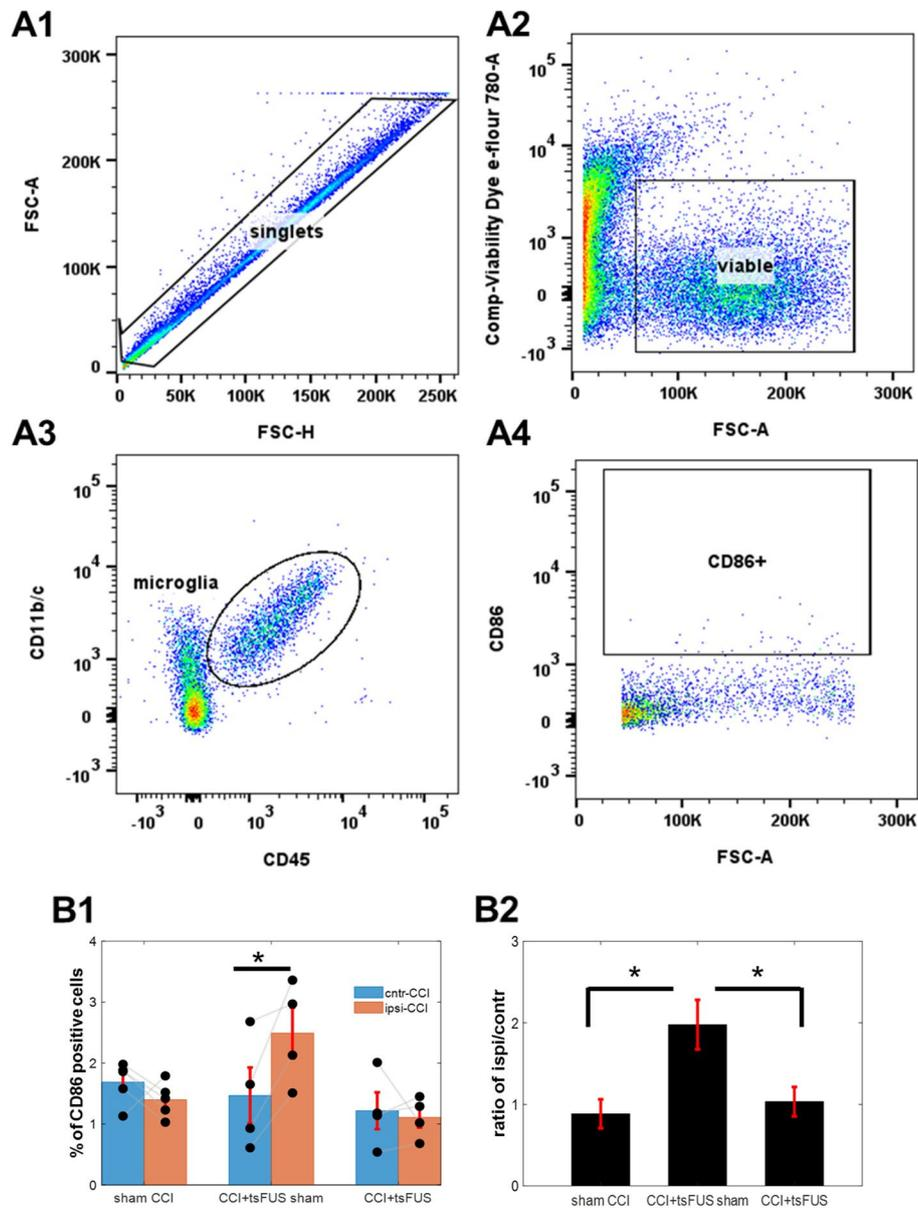 A1
300K
200K
100K
0
FSC-A
singlets
0 50K 100K 150K 200K 250K
FSC-H
A2
10^5
10^4
10^3
0
-10^3
Comp-Viability Dye e-flour 780-A
viable
0 100K 200K 300K
FSC-A
A3
10^5
10^4
10^3
0
-10^3
CD11b/c
microglia
-10^3 0 10^3 10^4 10^5
CD45
A4
10^5
10^4
10^3
0
-10^3
CD86
CD86+
0 100K 200K 300K
FSC-A
B1
4
3
2
1
0
% of CD86 positive cells
*
cntr-CCI
ipsi-CCI
sham CCI CCI+tsFUS sham CCI+tsFUS
B2
3
2
1
0
ratio of ispi/contr
* *
sham CCI CCI+tsFUS sham CCI+tsFUS